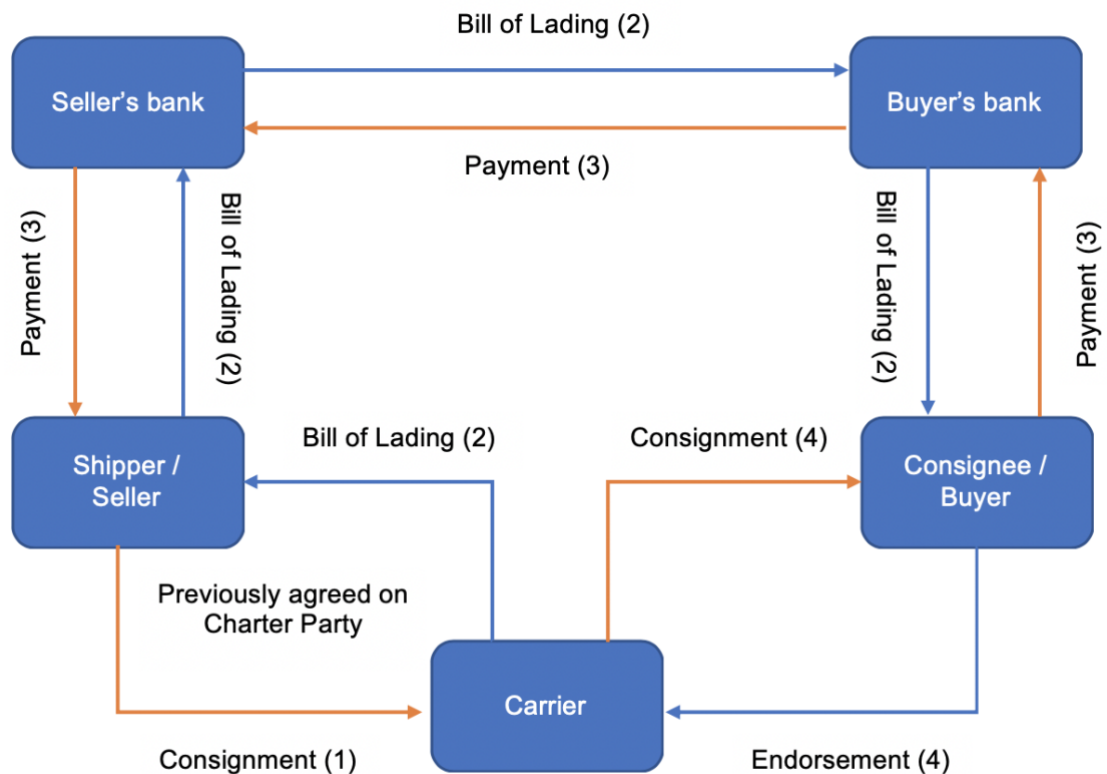 Bill of Lading (2)
Seller’s bank
Buyer’s bank
Payment (3)
Payment (3)
Bill of Lading (2)
Bill of Lading (2)
Payment (3)
Bill of Lading (2)
Consignment (4)
Shipper /
Seller
Consignee /
Buyer
Previously agreed on
Charter Party
Carrier
Consignment (1)
Endorsement (4)